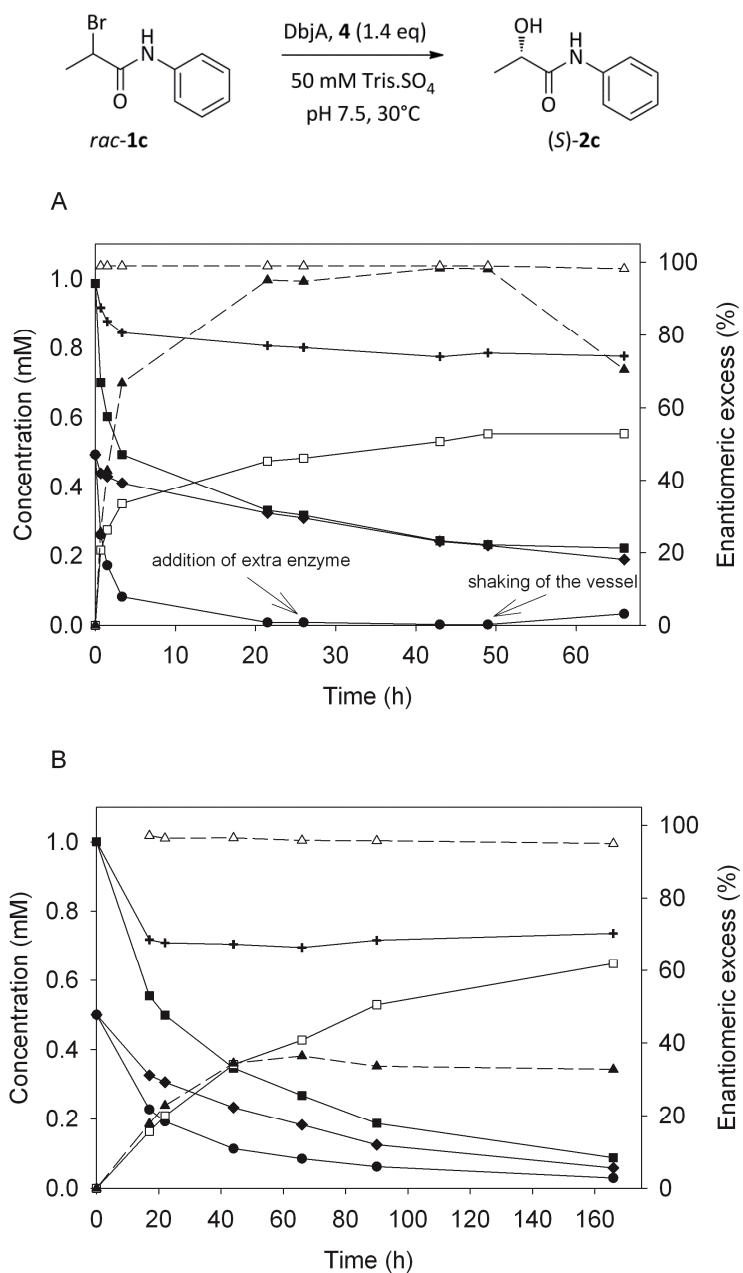 Br
H
N
O
rac-1c
DbjA, 4 (1.4 eq)
50 mM Tris.SO4
pH 7.5, 30°C
OH
H
N
O
(S)-2c
A
Concentration (mM)
1.0
0.8
0.6
0.4
0.2
0.0
addition of extra enzyme
shaking of the vessel
100
80
60
40
20
0
Enantiomeric excess (%)
0 10 20 30 40 50 60
Time (h)
B
Concentration (mM)
1.0
0.8
0.6
0.4
0.2
0.0
100
80
60
40
20
0
Enantiomeric excess (%)
0 20 40 60 80 100 120 140 160
Time (h)